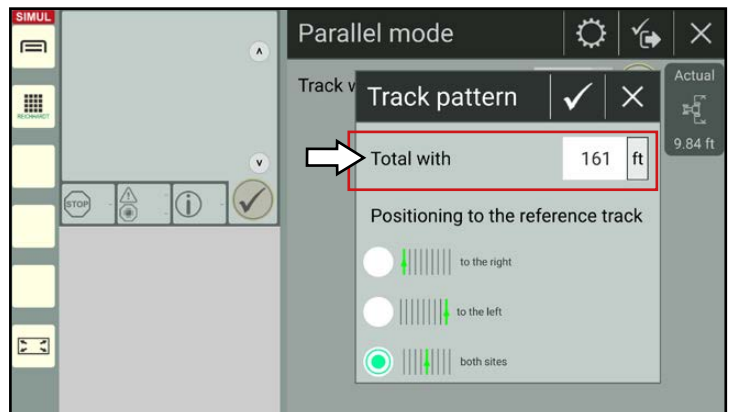 SIMUL
REICHHARDT
STOP
Parallel mode
Track w
Actual
9.84 ft
Track pattern
Total with
161 ft
Positioning to the reference track
to the right
to the left
both sites